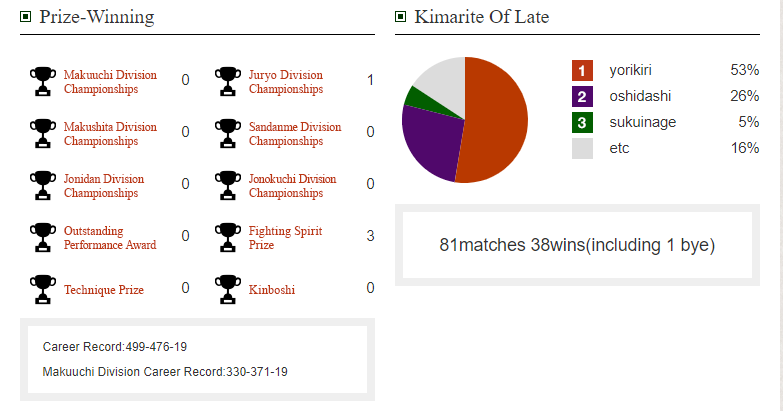 Prize-Winning
Makuuchi Division
Championships
0
Juryo Division
Championships
1
Makushita Division
Championships
0
Sandanme Division
Championships
0
Jonidan Division
Championships
0
Jonokuchi Division
Championships
0
Outstanding
Performance Award
0
Fighting Spirit
Prize
3
Technique Prize
0
Kinboshi
0
Career Record:499-476-19
Makuuchi Division Career Record:330-371-19
Kimarite Of Late
1 yorikiri 53%
2 oshidashi 26%
3 sukuinage 5%
etc 16%
81matches 38wins(including 1 bye)